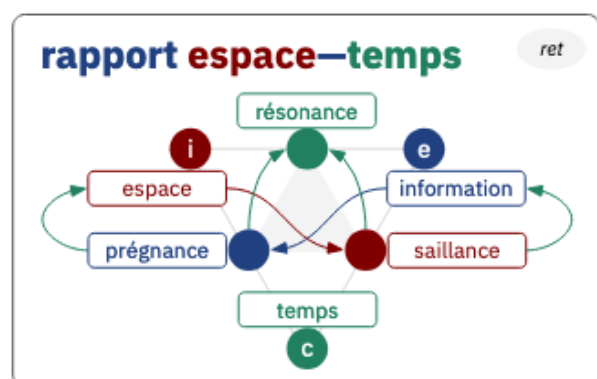 rapport espace—temps
ret
résonance
i
e
espace
information
prégnance
saillance
temps
c